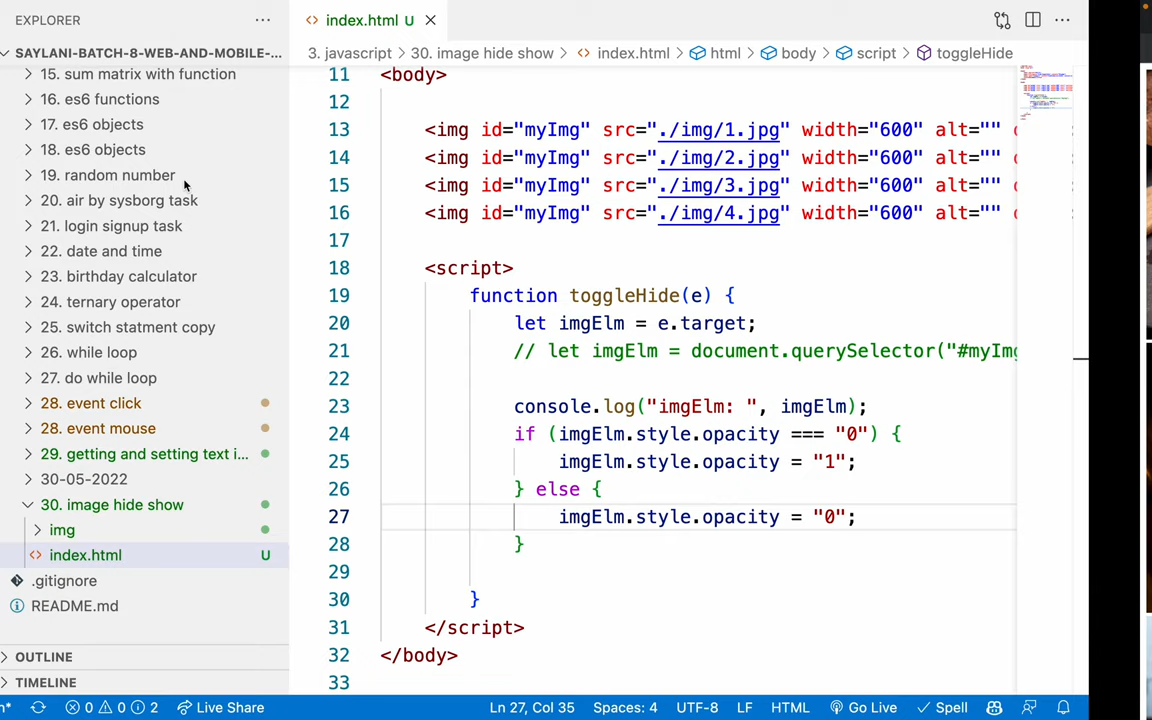 EXPLORER
SAYLANI-BATCH-8-WEB-AND-MOBILE-...
15. sum matrix with function
16. es6 functions
17. es6 objects
18. es6 objects
19. random number
20. air by sysborg task
21. login signup task
22. date and time
23. birthday calculator
24. ternary operator
25. switch statment copy
26. while loop
27. do while loop
28. event click
28. event mouse
29. getting and setting text i...
30-05-2022
30. image hide show
img
index.html U
.gitignore
README.md
OUTLINE
TIMELINE
index.html U
3. javascript > 30. image hide show > index.html > html > body > script > toggleHide
11 <body>
12
13 <img id="myImg" src="./img/1.jpg" width="600" alt=""
14 <img id="myImg" src="./img/2.jpg" width="600" alt=""
15 <img id="myImg" src="./img/3.jpg" width="600" alt=""
16 <img id="myImg" src="./img/4.jpg" width="600" alt=""
17
18 <script>
19 function toggleHide(e) {
20 let imgElm = e.target;
21 // let imgElm = document.querySelector("#myImg
22
23 console.log("imgElm: ", imgElm);
24 if (imgElm.style.opacity === "0") {
25 imgElm.style.opacity = "1";
26 } else {
27 imgElm.style.opacity = "0";
28 }
29
30 }
31 </script>
32 </body>
33
0 0 2 Live Share Ln 27, Col 35 Spaces: 4 UTF-8 LF HTML Go Live Spell